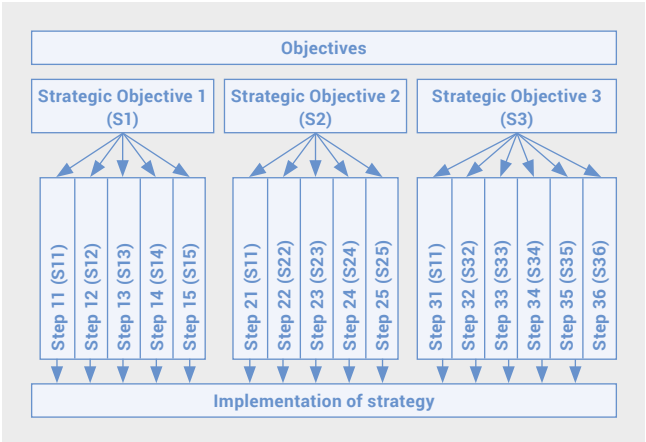 Objectives
Strategic Objective 1
(S1)
Strategic Objective 2
(S2)
Strategic Objective 3
(S3)
Step 11 (S11)
Step 12 (S12)
Step 13 (S13)
Step 14 (S14)
Step 15 (S15)
Step 21 (S11)
Step 22 (S22)
Step 23 (S23)
Step 24 (S24)
Step 25 (S25)
Step 31 (S11)
Step 32 (S32)
Step 33 (S33)
Step 34 (S34)
Step 35 (S35)
Step 36 (S36)
Implementation of strategy